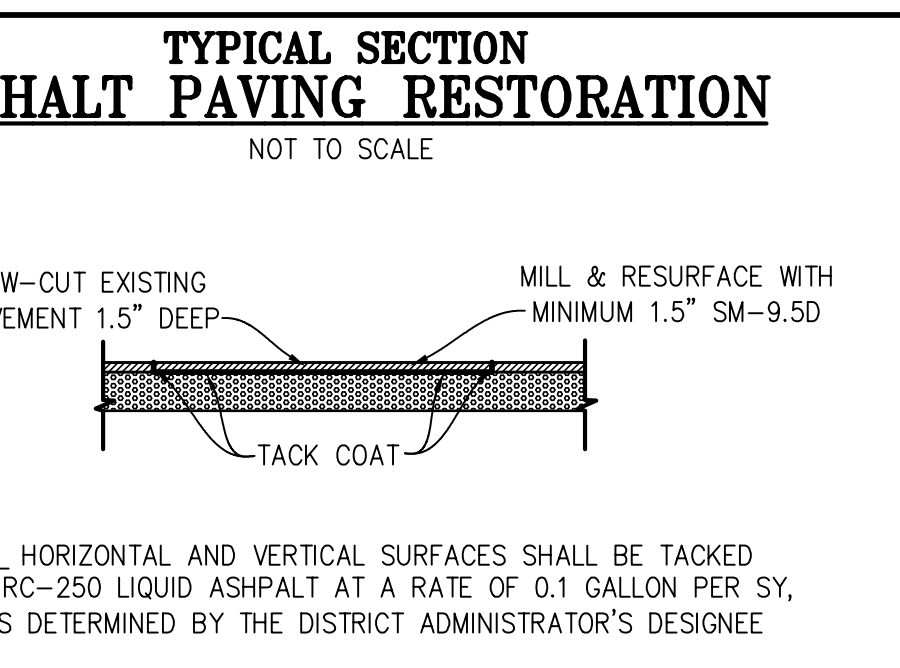 TYPICAL SECTION
HALT PAVING RESTORATION
NOT TO SCALE
W-CUT EXISTING
VEMENT 1.5" DEEP
MILL & RESURFACE WITH
MINIMUM 1.5" SM-9.5D
TACK COAT
HORIZONTAL AND VERTICAL SURFACES SHALL BE TACKED
RC-250 LIQUID ASHPALT AT A RATE OF 0.1 GALLON PER SY,
S DETERMINED BY THE DISTRICT ADMINISTRATOR'S DESIGNEE